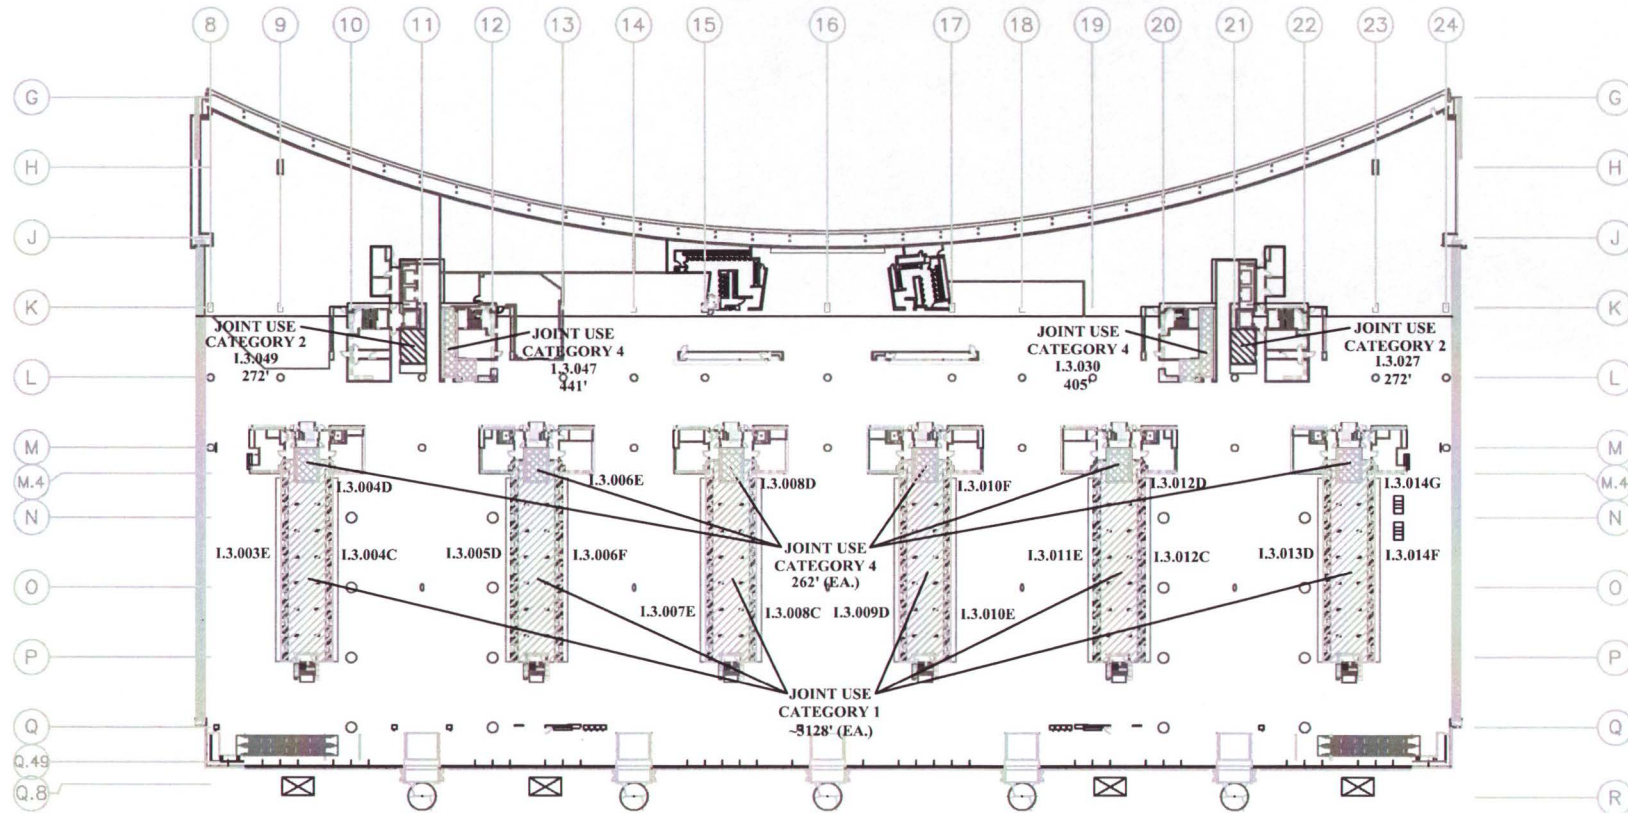 8 9 10 11 12 13 14 15 16 17 18 19 20 21 22 23 24
G G
H H
J J
K K
JOINT USE
CATEGORY 2
I.3.049
272'
JOINT USE
CATEGORY 4
I.3.047
441'
JOINT USE
CATEGORY 4
I.3.030
405'
JOINT USE
CATEGORY 2
I.3.027
272'
L L
M M
M.4 M.4
I.3.004D I.3.006E I.3.008D I.3.010F I.3.012D I.3.014G
N N
I.3.003E I.3.004C I.3.005D I.3.006F I.3.011E I.3.012C I.3.013D I.3.014F
JOINT USE
CATEGORY 4
262' (EA.)
O O
I.3.007E I.3.008C I.3.009D I.3.010E
P P
JOINT USE
CATEGORY 1
~3128' (EA.)
Q Q
Q.49
Q.8 R